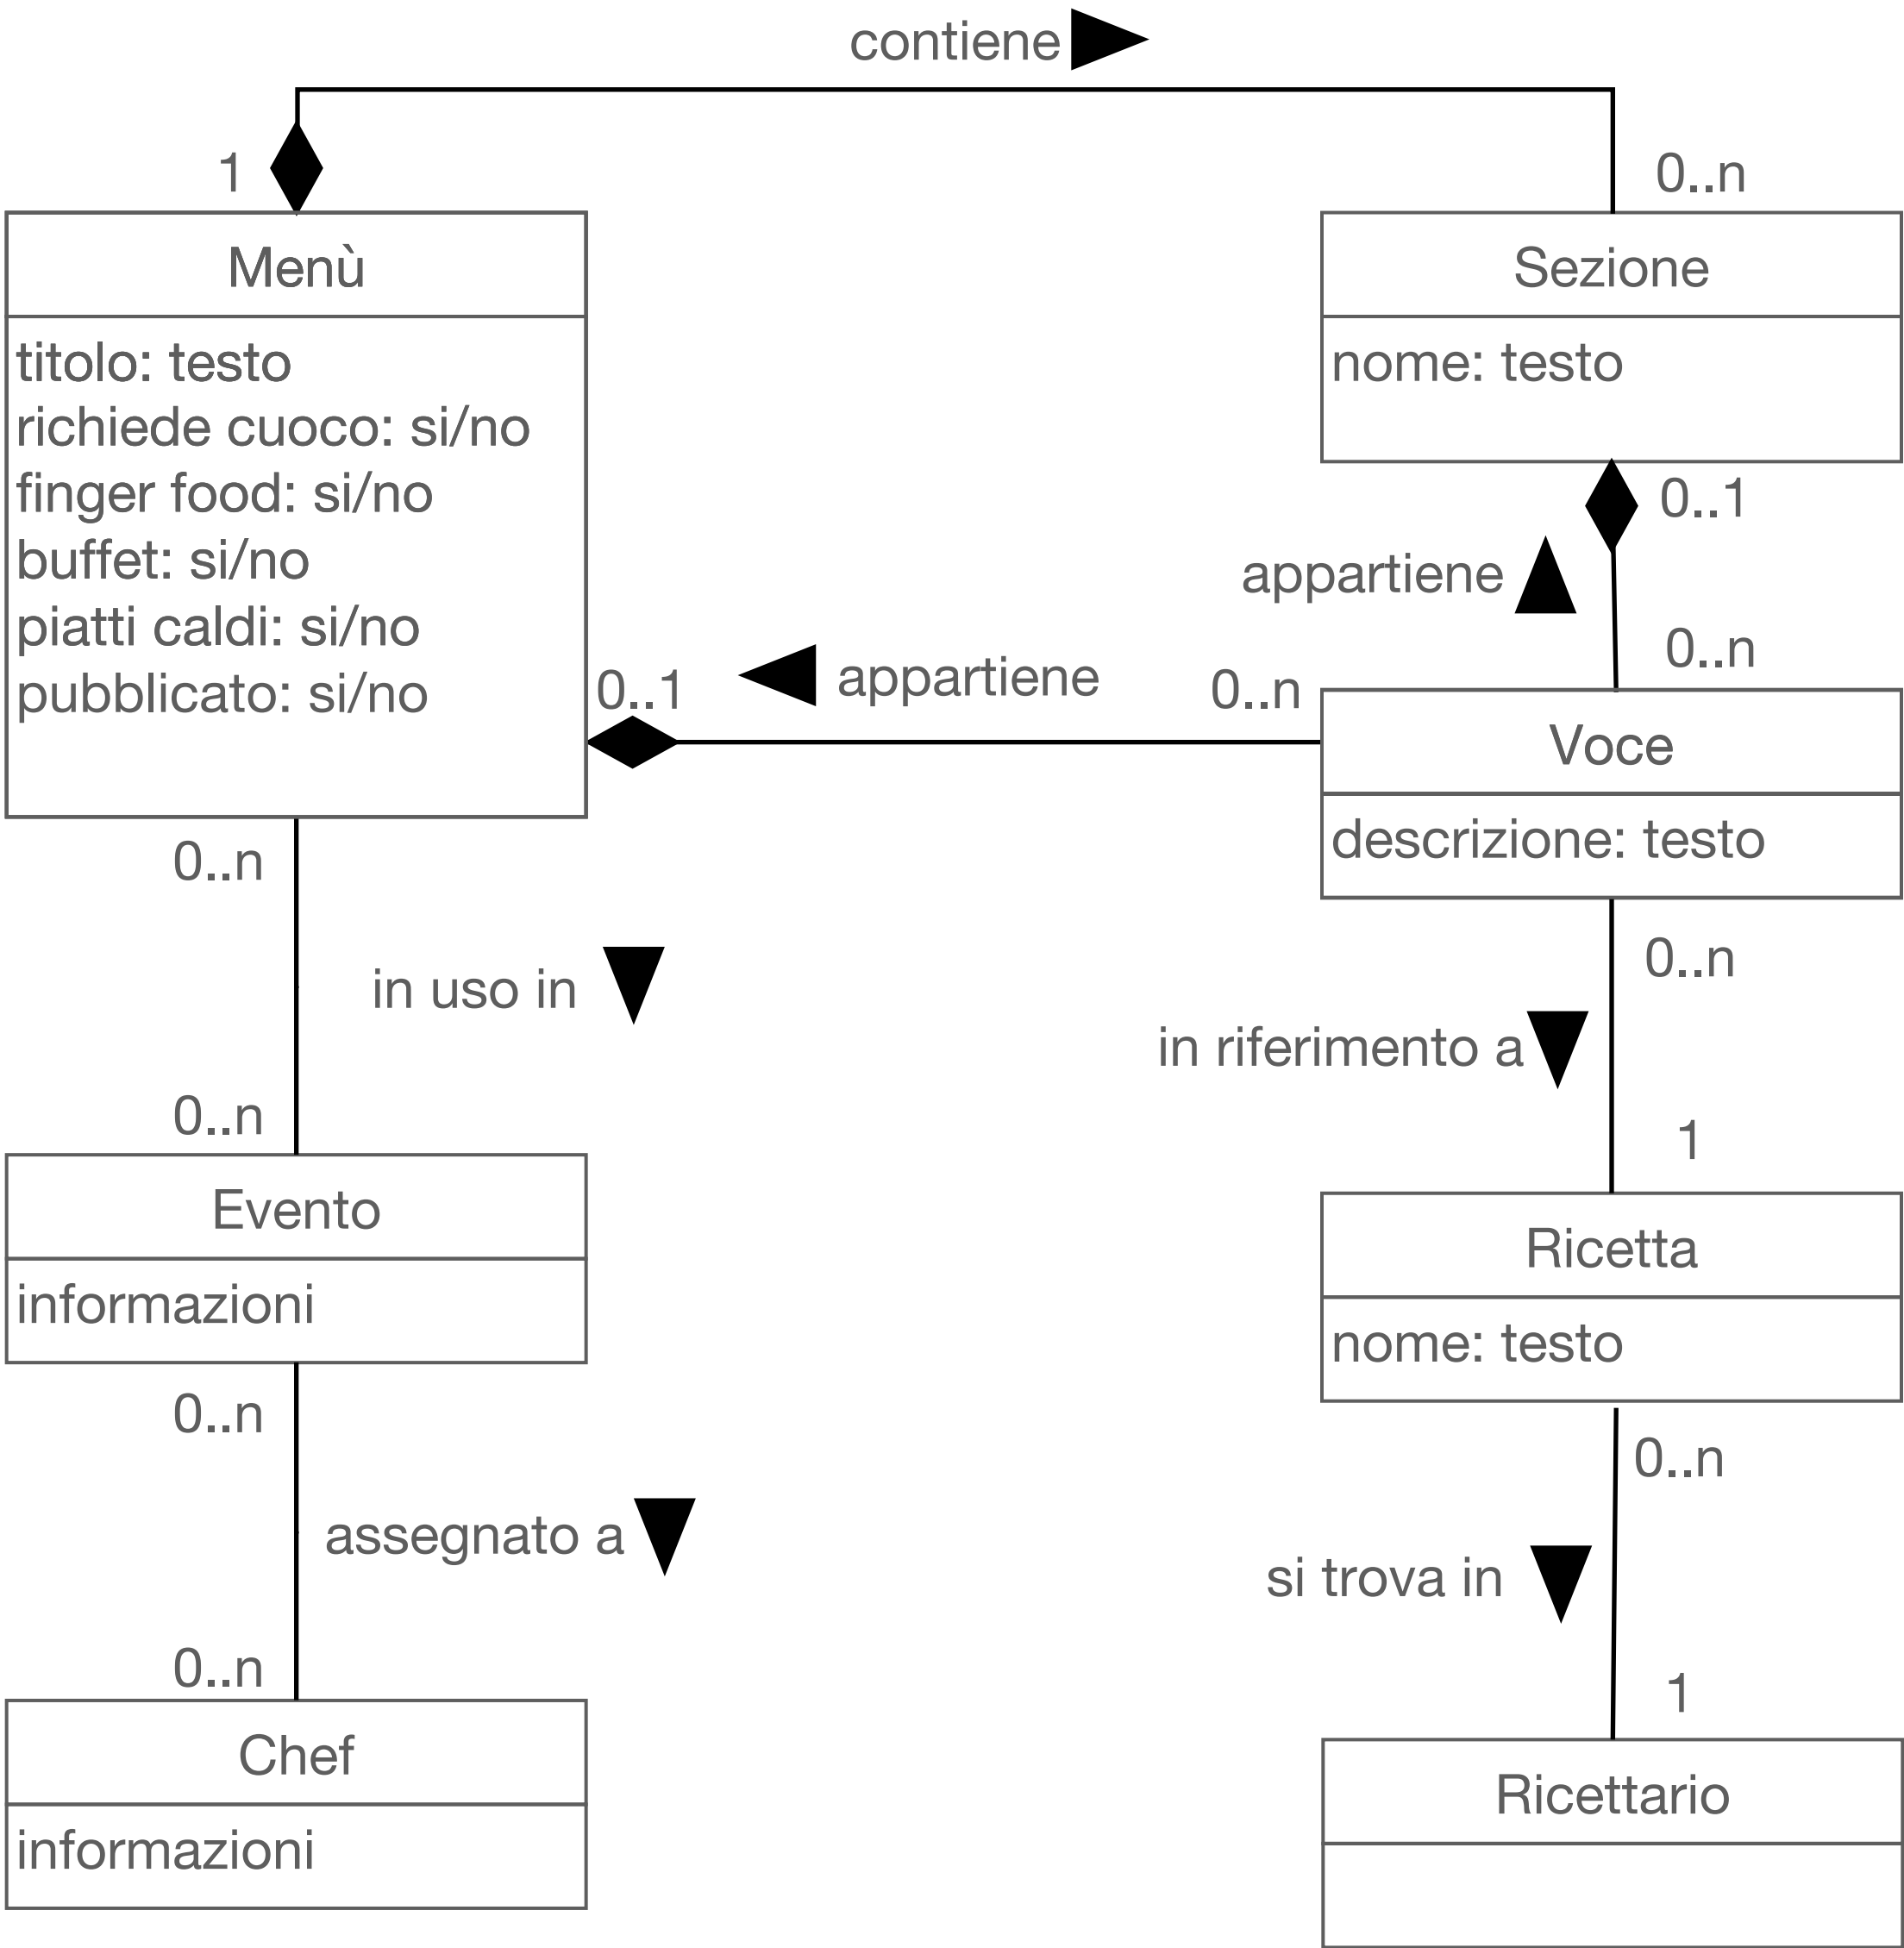 contiene
1
0..n
Menù
titolo: testo
richiede cuoco: si/no
finger food: si/no
buffet: si/no
piatti caldi: si/no
pubblicato: si/no
Sezione
nome: testo
0..1
appartiene
0..n
0..1
appartiene
0..n
Voce
descrizione: testo
0..n
in uso in
0..n
0..n
in riferimento a
1
Evento
informazioni
Ricetta
nome: testo
0..n
assegnato a
0..n
0..n
si trova in
1
Chef
informazioni
Ricettario